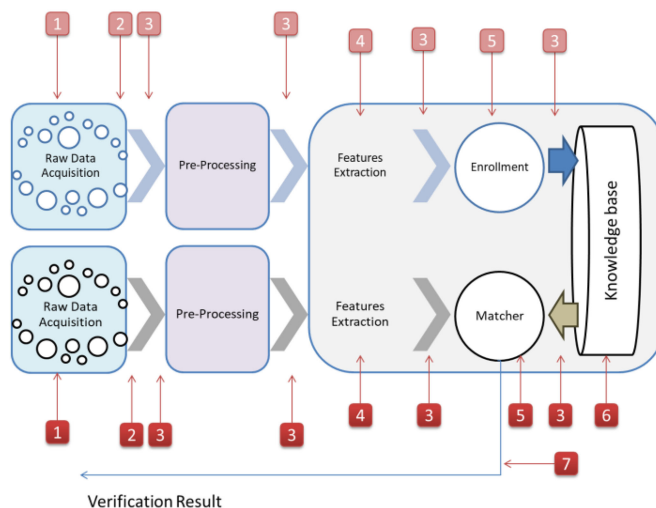 1 2 3 3 4 3 5 3
Raw Data
Acquisition
Pre-Processing
Features
Extraction
Enrollment
Knowledge base
Raw Data
Acquisition
Pre-Processing
Features
Extraction
Matcher
1 2 3 3 4 3 5 3 6
7
Verification Result